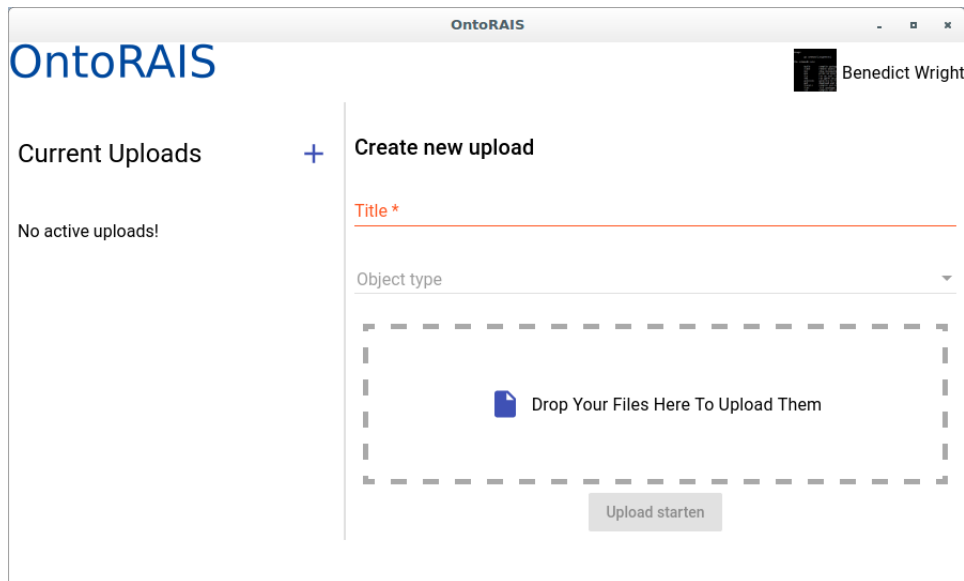 OntoRAIS
OntoRAIS
Benedict Wright
Current Uploads
+
No active uploads!
Create new upload
Title *
Object type
Drop Your Files Here To Upload Them
Upload starten